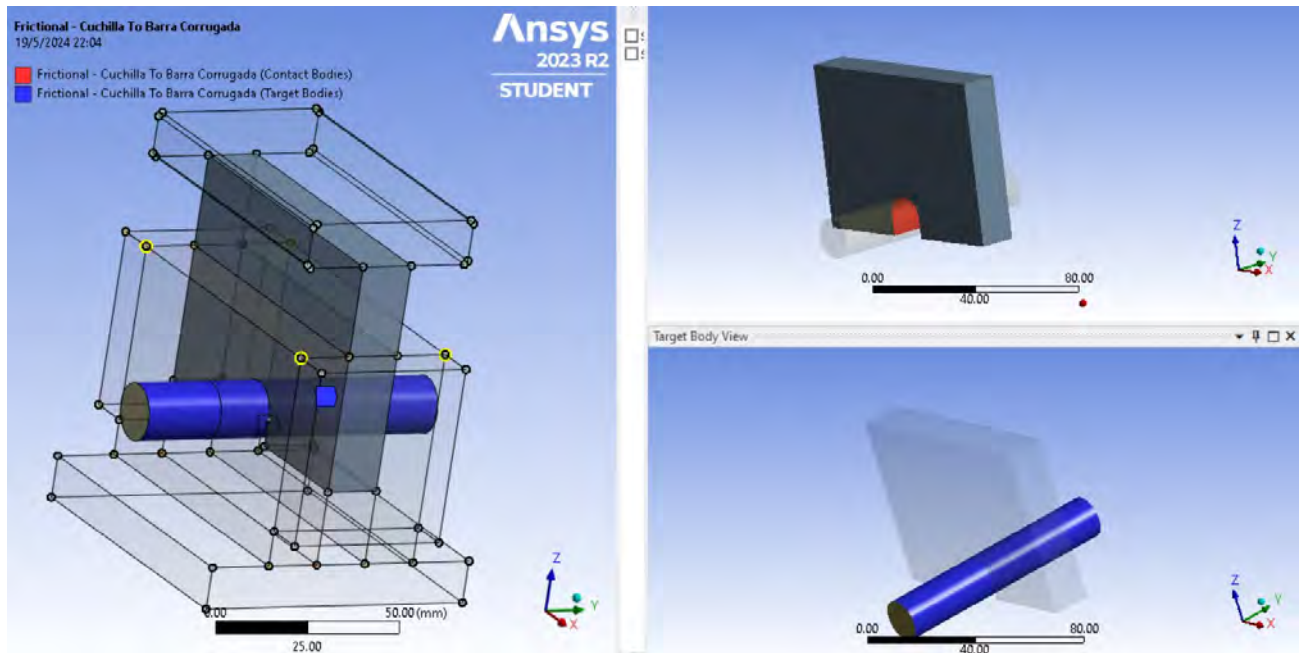 Frictional - Cuchilla To Barra Corrugada
19/5/2024 22:04
Frictional - Cuchilla To Barra Corrugada (Contact Bodies)
Frictional - Cuchilla To Barra Corrugada (Target Bodies)
Ansys
2023 R2
STUDENT
0.00
50.00 (mm)
25.00
Z
Y
X
0.00
80.00
40.00
Z
Y
X
Target Body View
0.00
80.00
40.00
Z
Y
X